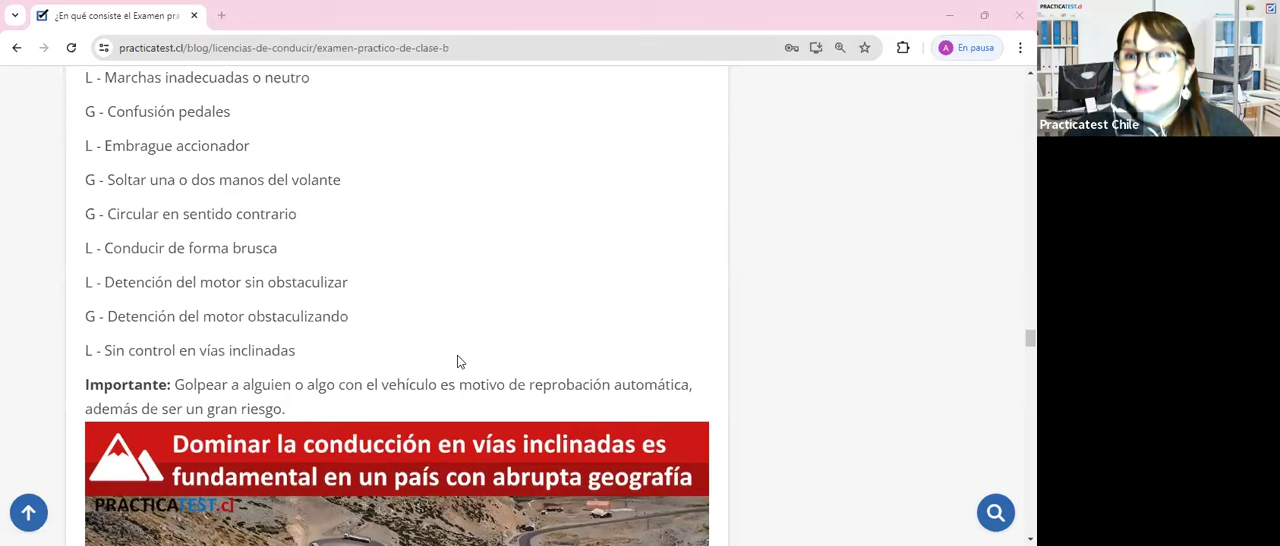 ¿En qué consiste el Examen pra
practicatest.cl/blog/licencias-de-conducir/examen-practico-de-clase-b
A
En pausa
L - Marchas inadecuadas o neutro
G - Confusión pedales
L - Embrague accionador
G - Soltar una o dos manos del volante
G - Circular en sentido contrario
L - Conducir de forma brusca
L - Detención del motor sin obstaculizar
G - Detención del motor obstaculizando
L - Sin control en vías inclinadas
Importante: Golpear a alguien o algo con el vehículo es motivo de reprobación automática,
además de ser un gran riesgo.
Dominar la conducción en vías inclinadas es
fundamental en un país con abrupta geografía
PRACTICATEST.cl
PRACTICATEST.cl
Practicatest Chile